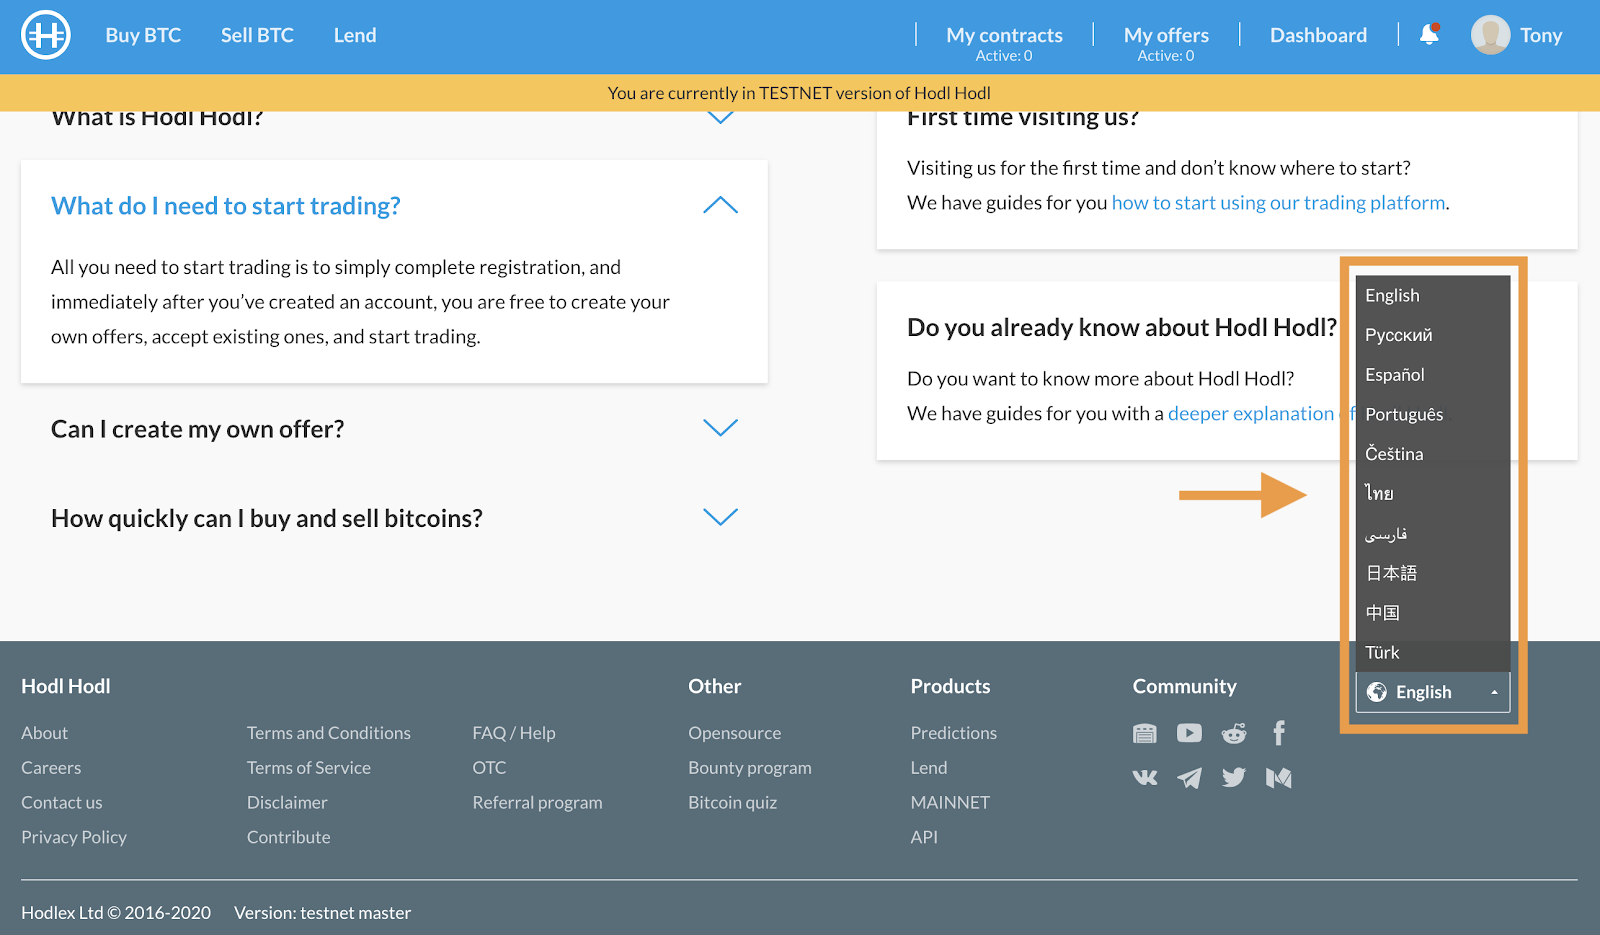 Buy BTC
Sell BTC
Lend
My contracts
Active: 0
My offers
Active: 0
Dashboard
Tony
You are currently in TESTNET version of Hodl Hodl
What is Hodl Hodl?
What do I need to start trading?
All you need to start trading is to simply complete registration, and
immediately after you’ve created an account, you are free to create your
own offers, accept existing ones, and start trading.
Can I create my own offer?
How quickly can I buy and sell bitcoins?
First time visiting us?
Visiting us for the first time and don’t know where to start?
We have guides for you how to start using our trading platform.
Do you already know about Hodl Hodl?
Do you want to know more about Hodl Hodl?
We have guides for you with a deeper explanation of
English
Русский
Español
Português
Čeština
ไทย
فارسی
日本語
中国
Türk
English
Hodl Hodl
About
Careers
Contact us
Privacy Policy
Terms and Conditions
Terms of Service
Disclaimer
Contribute
FAQ / Help
OTC
Referral program
Other
Opensource
Bounty program
Bitcoin quiz
Products
Predictions
Lend
MAINNET
API
Community
Hodlex Ltd © 2016-2020
Version: testnet master